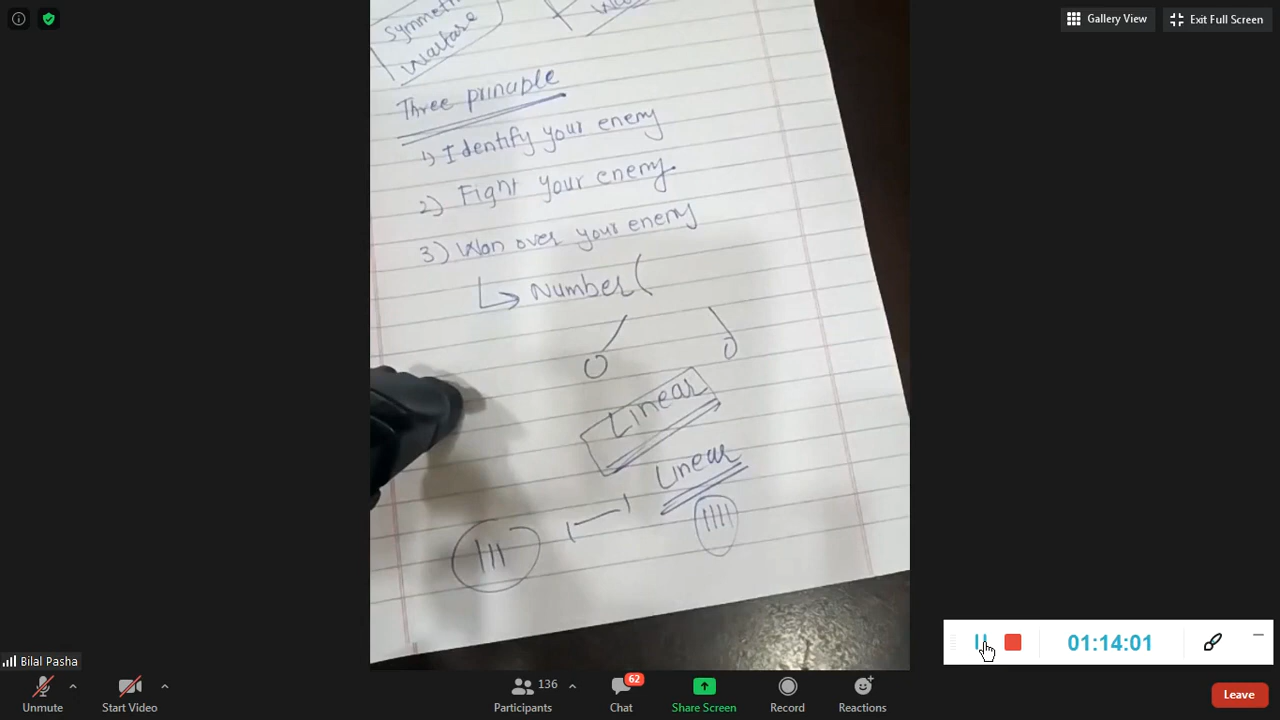 Gallery View
Exit Full Screen
Warfare
Three principle
1) Identify your enemy
2) Fight your enemy.
3) Won over your enemy
↳ Number (
Linear
Linear
01:14:01
Bilal Pasha
Unmute
Start Video
136
Participants
62
Chat
Share Screen
Record
Reactions
Leave